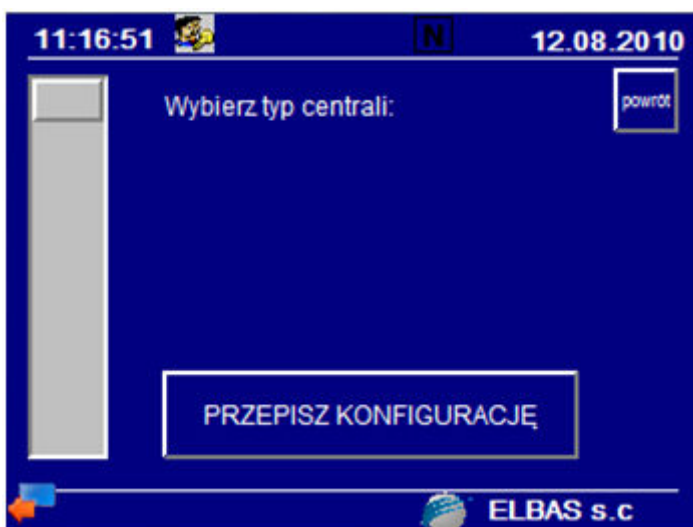 11:16:51 N 12.08.2010
Wybierz typ centrali:
powrót
PRZEPISZ KONFIGURACJĘ
ELBAS s.c